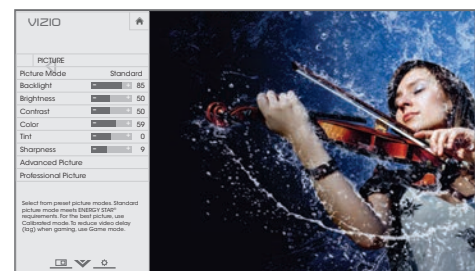 VIZIO
PICTURE
Picture Mode Standard
Backlight 85
Brightness 50
Contrast 50
Color 59
Tint 0
Sharpness 9
Advanced Picture
Professional Picture
Select from preset picture modes. Standard
picture mode meets ENERGY STAR®
requirements. For the best picture, use
Calibrated mode. To reduce video delay
(lag) when gaming, use Game mode.